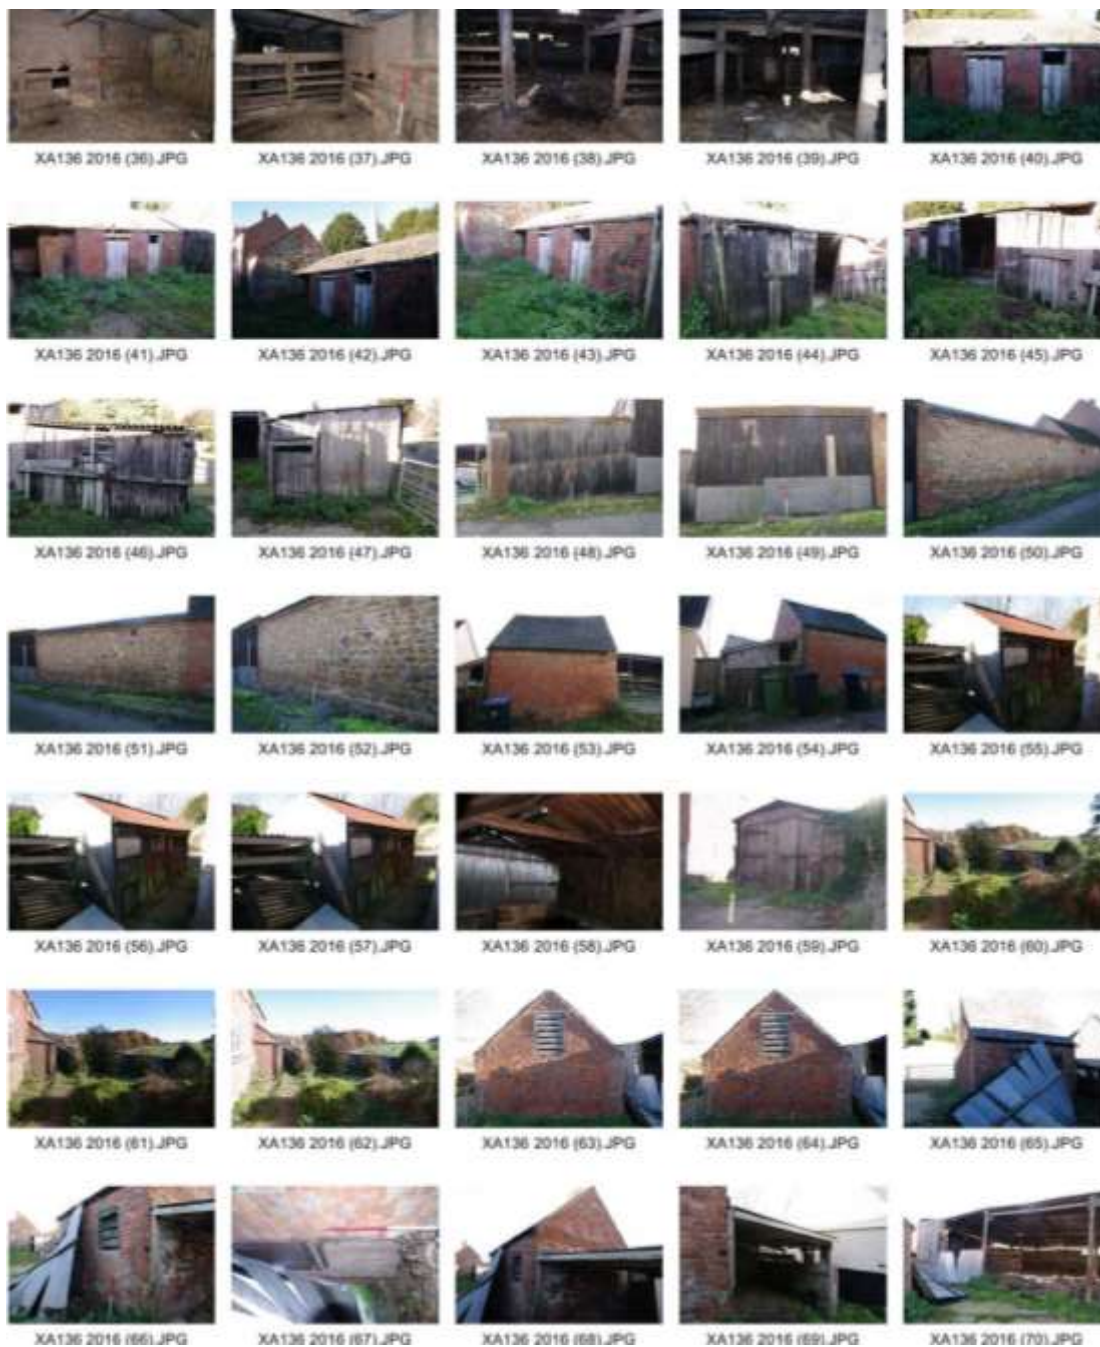 XA136 2016 (36).JPG XA136 2016 (37).JPG XA136 2016 (38).JPG XA136 2016 (39).JPG XA136 2016 (40).JPG
XA136 2016 (41).JPG XA136 2016 (42).JPG XA136 2016 (43).JPG XA136 2016 (44).JPG XA136 2016 (45).JPG
XA136 2016 (46).JPG XA136 2016 (47).JPG XA136 2016 (48).JPG XA136 2016 (49).JPG XA136 2016 (50).JPG
XA136 2016 (51).JPG XA136 2016 (52).JPG XA136 2016 (53).JPG XA136 2016 (54).JPG XA136 2016 (55).JPG
XA136 2016 (56).JPG XA136 2016 (57).JPG XA136 2016 (58).JPG XA136 2016 (59).JPG XA136 2016 (60).JPG
XA136 2016 (61).JPG XA136 2016 (62).JPG XA136 2016 (63).JPG XA136 2016 (64).JPG XA136 2016 (65).JPG
XA136 2016 (66).JPG XA136 2016 (67).JPG XA136 2016 (68).JPG XA136 2016 (69).JPG XA136 2016 (70).JPG